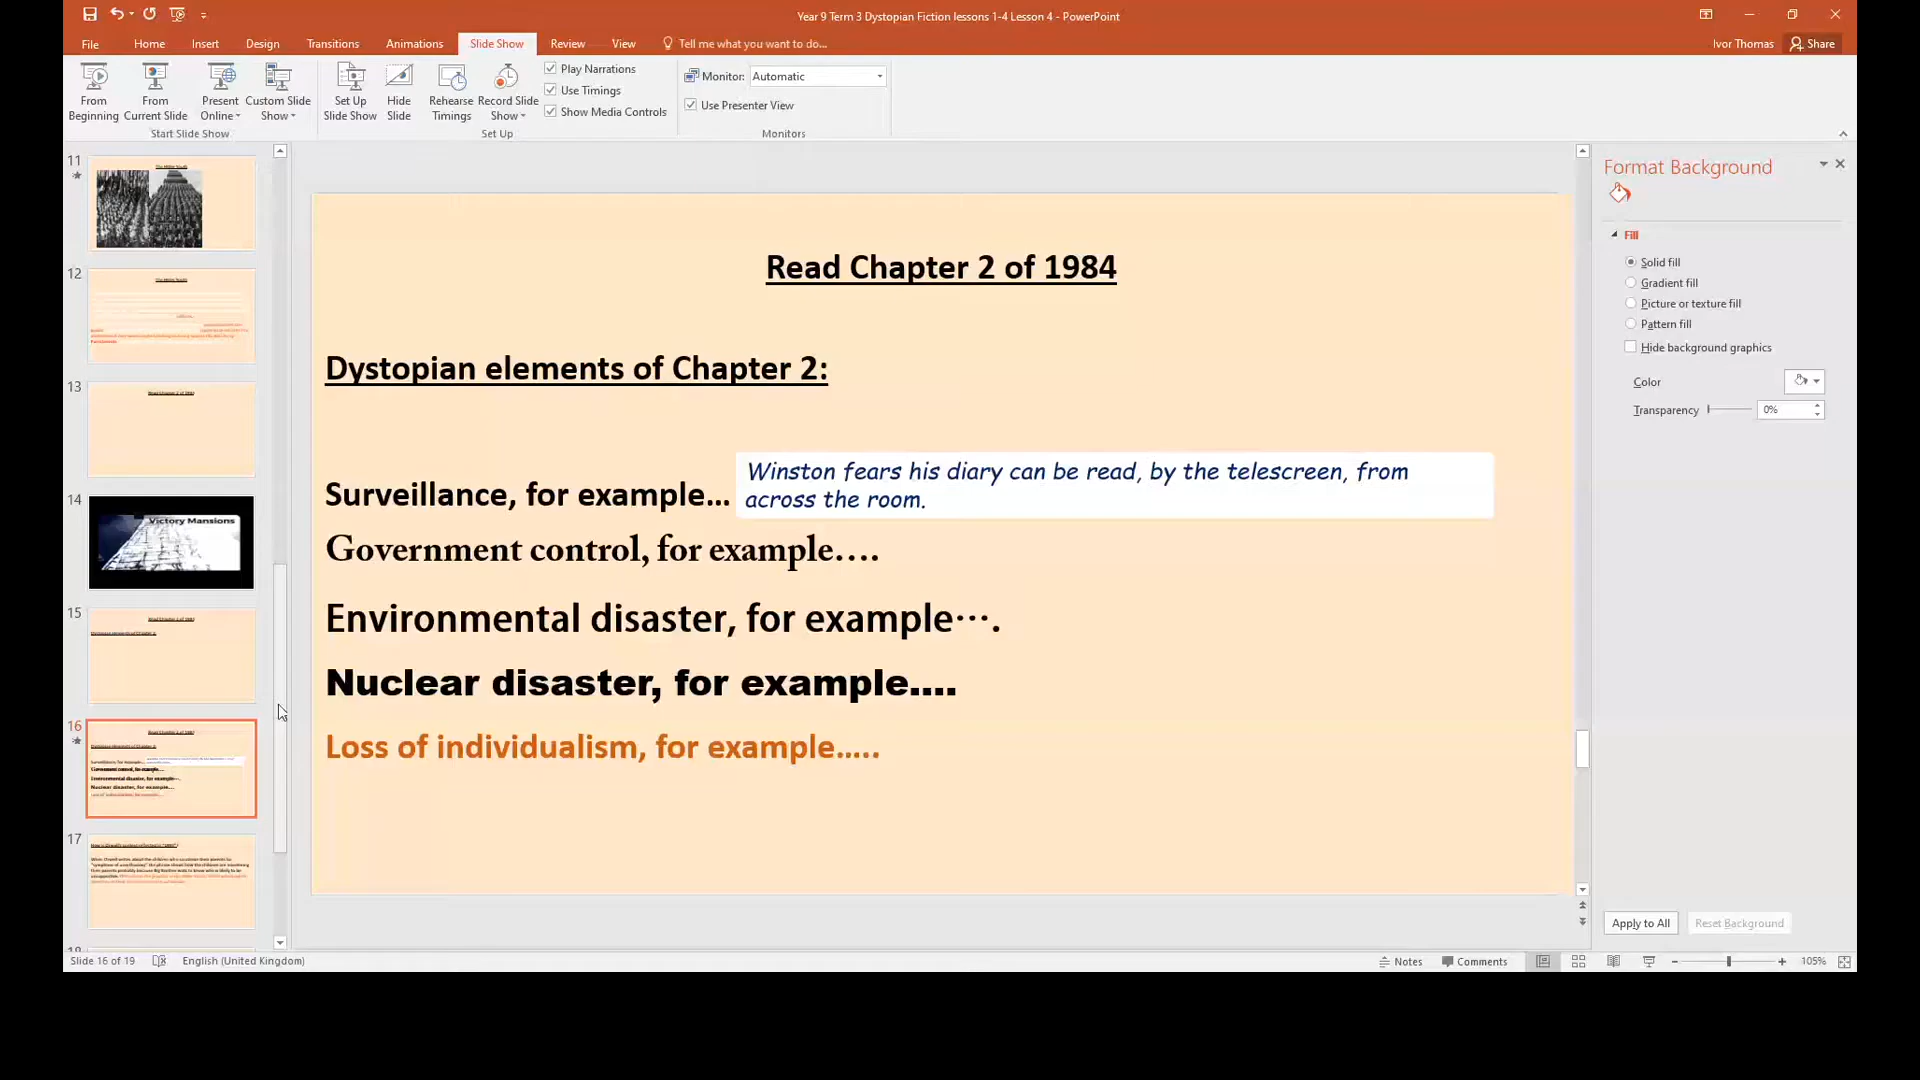 Year 9 Term 3 Dystopian Fiction lessons 1-4 Lesson 4 - PowerPoint
File Home Insert Design Transitions Animations Slide Show Review View Tell me what you want to do... Ivor Thomas Share
From Beginning
From Current Slide
Present Online
Custom Slide Show
Start Slide Show
Set Up Slide Show
Hide Slide
Rehearse Timings
Record Slide Show
Play Narrations
Use Timings
Show Media Controls
Set Up
Monitor: Automatic
Use Presenter View
Monitors
11
12
13
14
Victory Mansions
15
16
17
Read Chapter 2 of 1984
Dystopian elements of Chapter 2:
Surveillance, for example...
Winston fears his diary can be read, by the telescreen, from
across the room.
Government control, for example....
Environmental disaster, for example….
Nuclear disaster, for example....
Loss of individualism, for example.....
Format Background
Fill
Solid fill
Gradient fill
Picture or texture fill
Pattern fill
Hide background graphics
Color
Transparency 0%
Apply to All Reset Background
Slide 16 of 19 English (United Kingdom) Notes Comments 105%